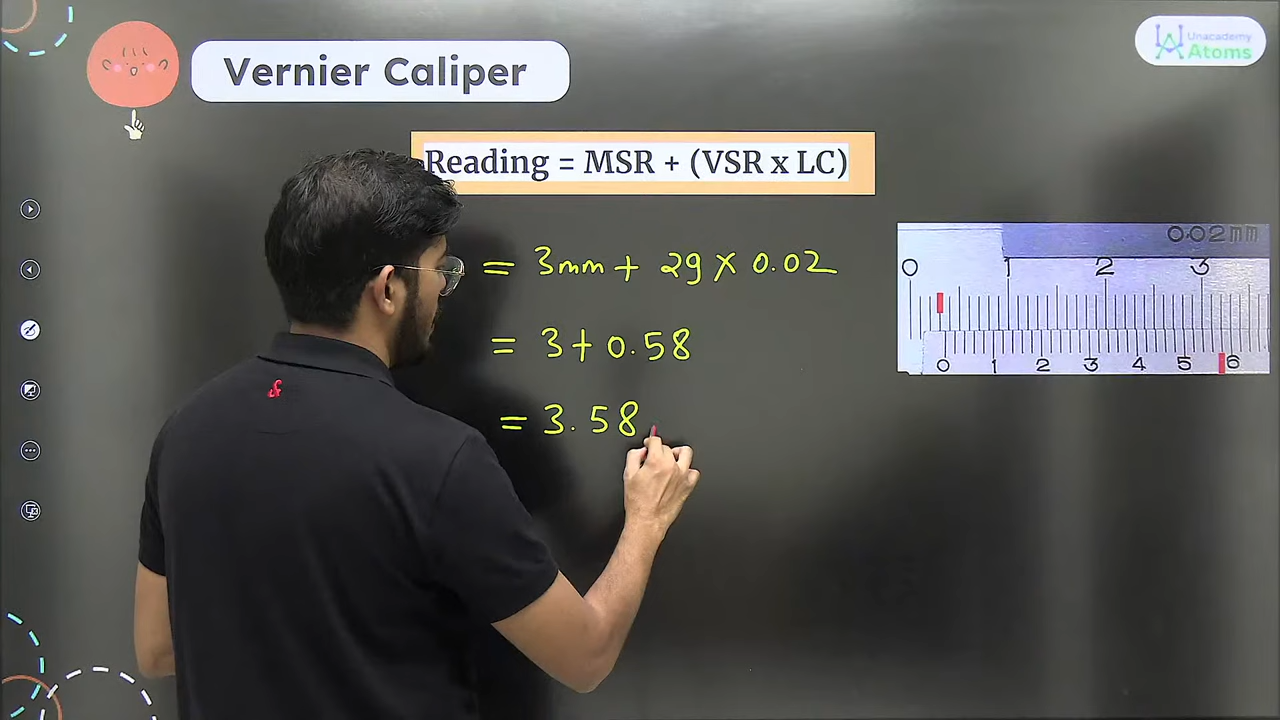 Vernier Caliper
Unacademy
Atoms
Reading = MSR + (VSR x LC)
= 3mm + 29 X 0.02
= 3 + 0.58
= 3.58
0.02mm
0 1 2 3
0 1 2 3 4 5 6